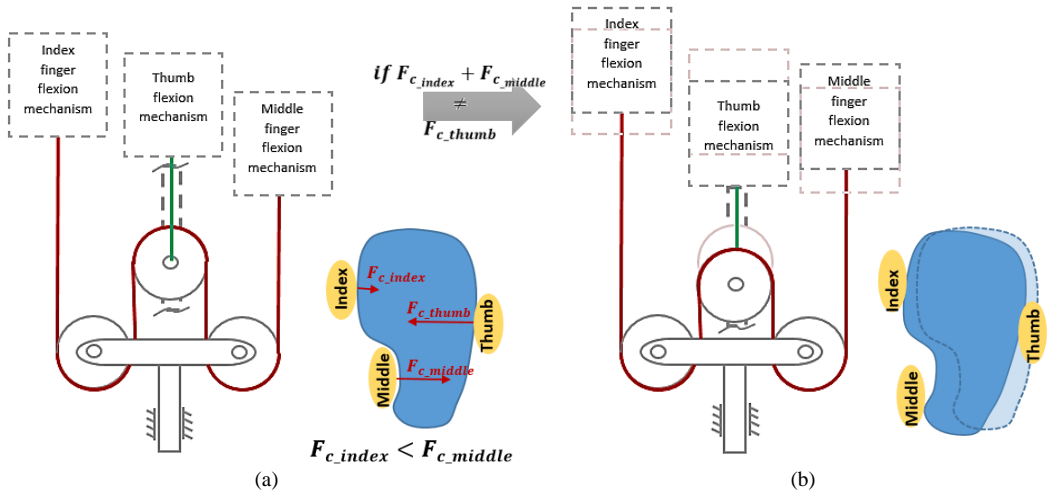 Index
finger
flexion
mechanism
Thumb
flexion
mechanism
Middle
finger
flexion
mechanism
if F_c_index + F_c_middle
≠
F_c_thumb
Index
finger
flexion
mechanism
Thumb
flexion
mechanism
Middle
finger
flexion
mechanism
Index
F_c_index
F_c_thumb
Thumb
Middle
F_c_middle
F_c_index < F_c_middle
Index
Thumb
Middle
(a)
(b)